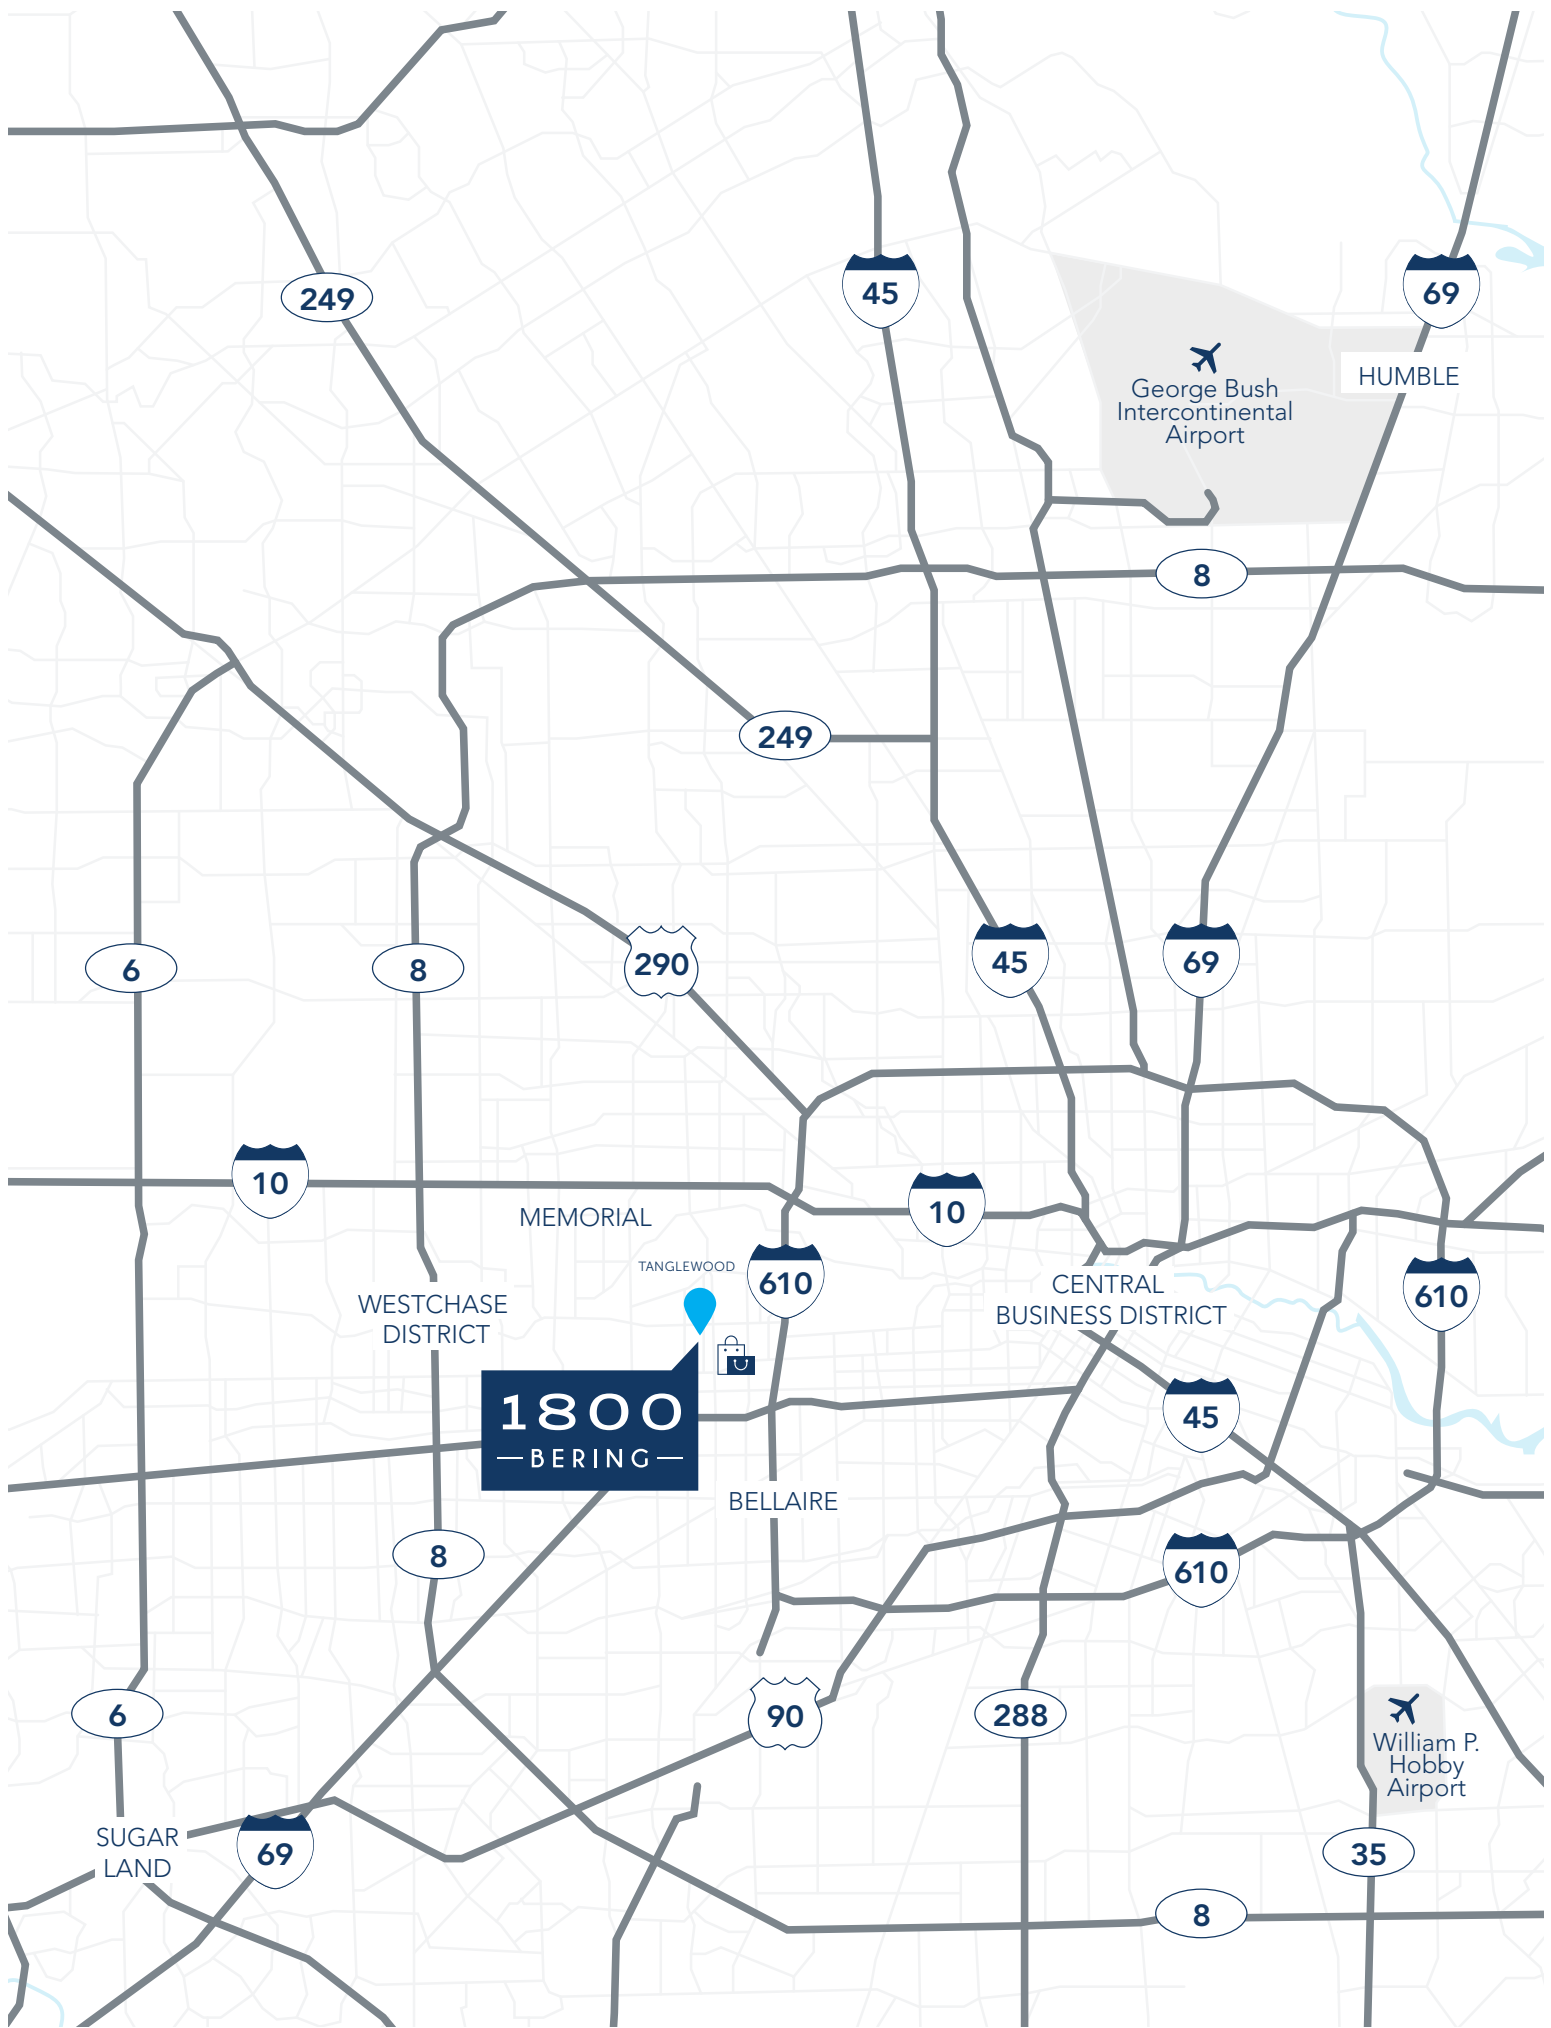 249
45
69
HUMBLE
George Bush
Intercontinental
Airport
8
249
6
8
290
45
69
10
10
MEMORIAL
TANGLEWOOD
610
610
CENTRAL
BUSINESS DISTRICT
WESTCHASE
DISTRICT
1800
BERING
45
BELLAIRE
8
610
6
90
288
William P.
Hobby
Airport
SUGAR
LAND
69
35
8